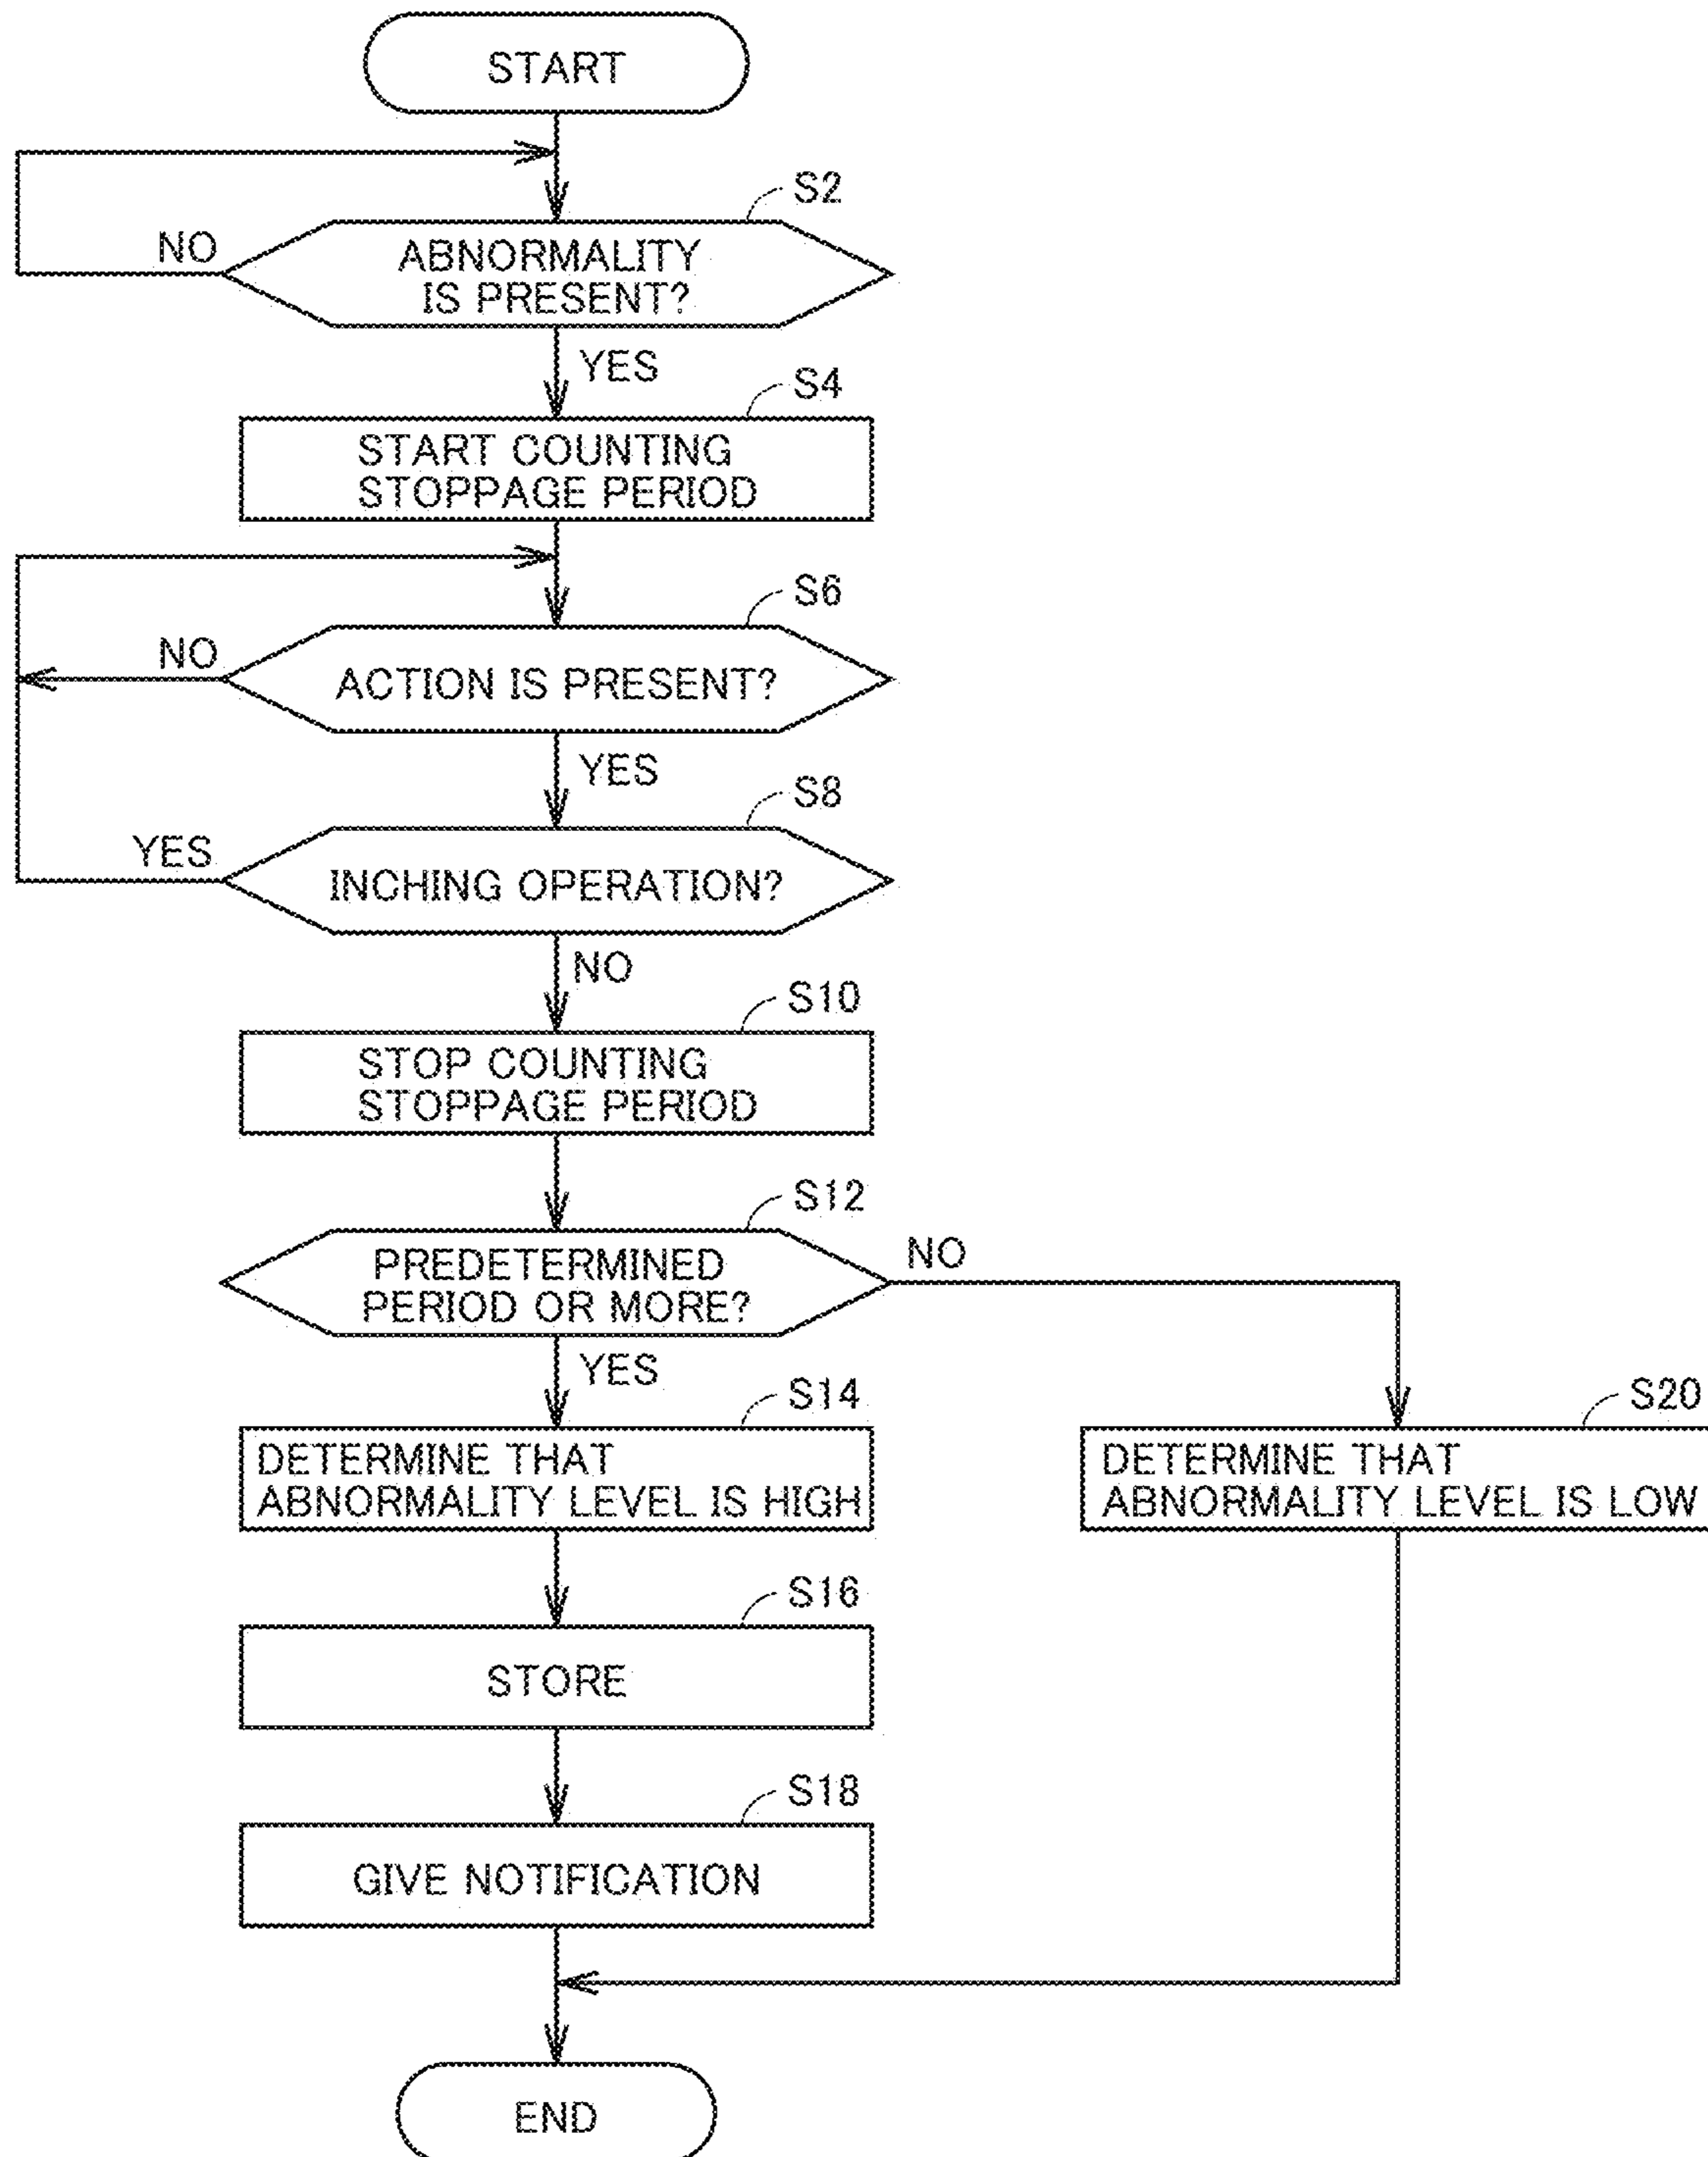 START
S2
NO
ABNORMALITY
IS PRESENT?
YES
S4
START COUNTING
STOPPAGE PERIOD
S6
NO
ACTION IS PRESENT?
YES
S8
YES
INCHING OPERATION?
NO
S10
STOP COUNTING
STOPPAGE PERIOD
S12
PREDETERMINED
PERIOD OR MORE?
NO
YES
S14
DETERMINE THAT
ABNORMALITY LEVEL IS HIGH
S20
DETERMINE THAT
ABNORMALITY LEVEL IS LOW
S16
STORE
S18
GIVE NOTIFICATION
END